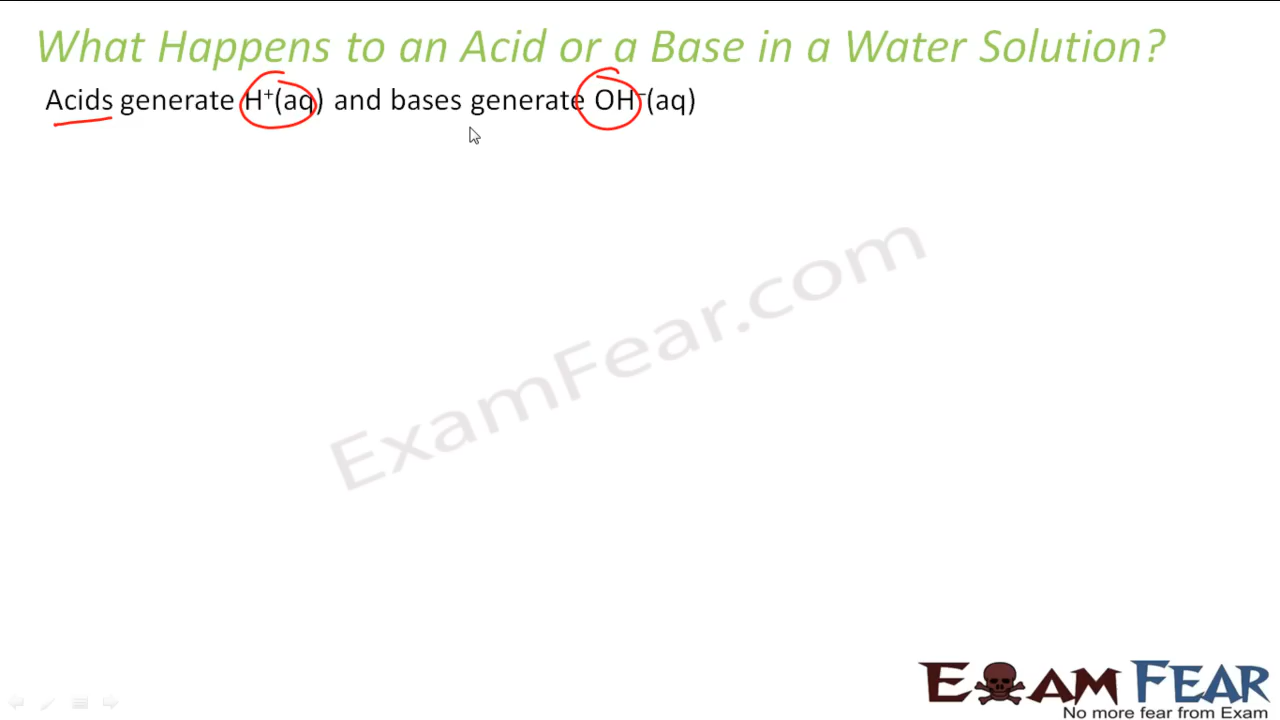 What Happens to an Acid or a Base in a Water Solution?
Acids generate H⁺(aq) and bases generate OH⁻(aq)
ExamFear.com
EXAM FEAR
No more fear from Exam